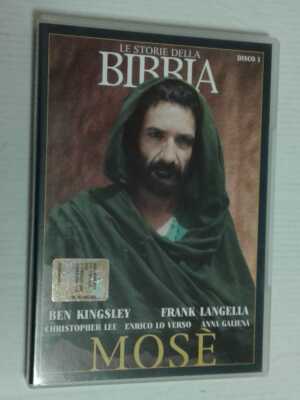 LE STORIE DELLA
DISCO 1
BIBBIA
BEN KINGSLEY FRANK LANGELLA
CHRISTOPHER LEE ENRICO LO VERSO ANNA GALIENA
MOSÈ